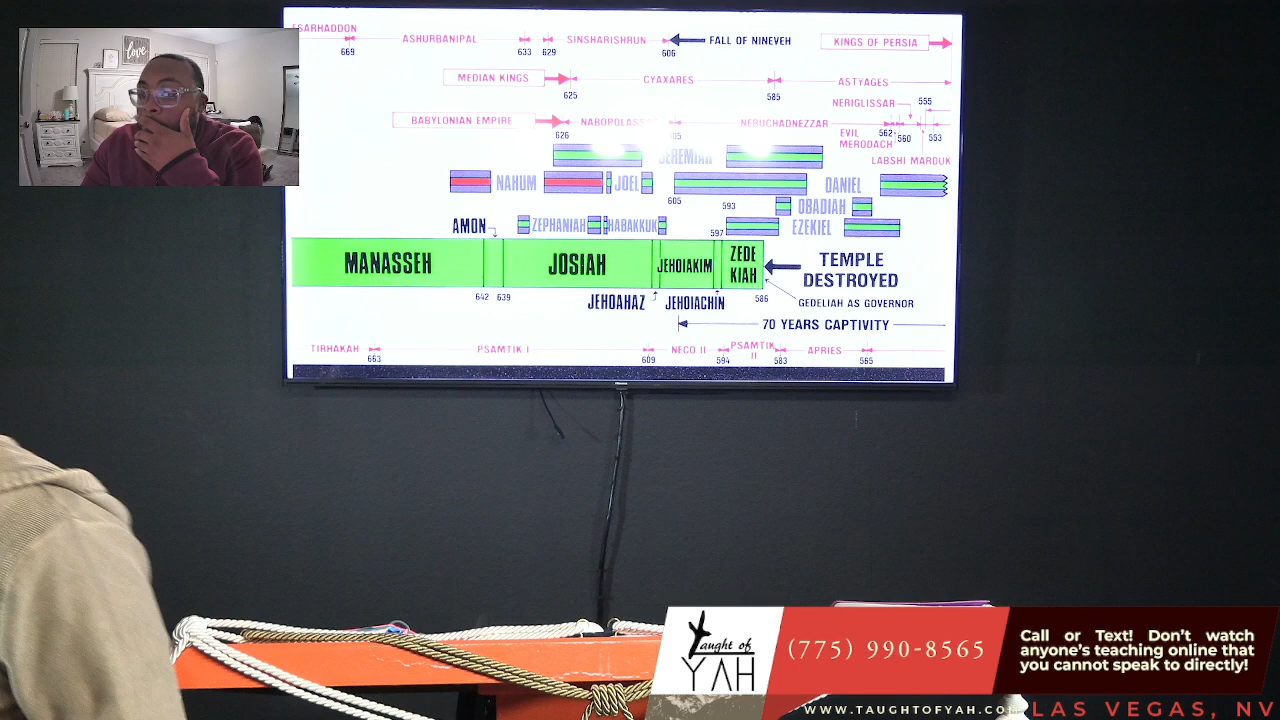 ESARHADDON
ASHURBANIPAL
SINSHARISHRUN
FALL OF NINEVEH
KINGS OF PERSIA
669
633
629
606
MEDIAN KINGS
CYAXARES
ASTYAGES
625
585
NERIGLISSAR
555
BABYLONIAN EMPIRE
NEBUCHADNEZZAR
626
EVIL
MERODACH
562
560
553
LABSHI MARDUK
JEREMIAH
NAHUM
JOEL
DANIEL
605
593
OBADIAH
AMON
ZEPHANIAH
HABAKKUK
597
EZEKIEL
MANASSEH
JOSIAH
JEHOIAKIM
ZEDE
KIAH
TEMPLE
DESTROYED
642
639
JEHOAHAZ
JEHOIACHIN
586
GEDELIAH AS GOVERNOR
70 YEARS CAPTIVITY
TIRHAKAH
663
PSAMTIK I
609
NECO II
594
PSAMTIK
II
583
APRIES
565
love
Hisense
Taught of
YAH
(775) 990-8565
Call or Text! Don't watch
anyone's teaching online that
you cannot speak to directly!
WWW.TAUGHTOFYAH.COM
LAS VEGAS, NV